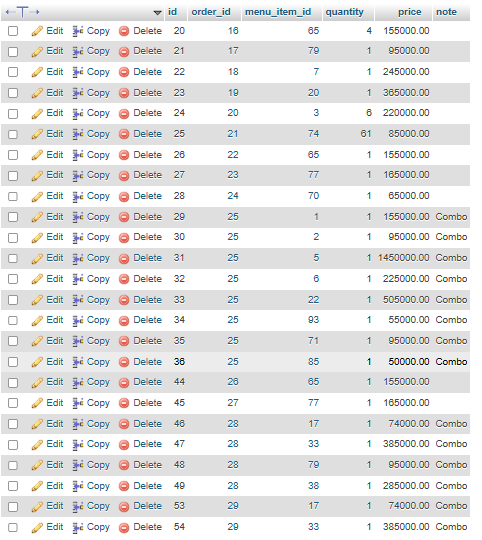 id order_id menu_item_id quantity price note
Edit Copy Delete 20 16 65 4 155000.00
Edit Copy Delete 21 17 79 1 95000.00
Edit Copy Delete 22 18 7 1 245000.00
Edit Copy Delete 23 19 20 1 365000.00
Edit Copy Delete 24 20 3 6 220000.00
Edit Copy Delete 25 21 74 61 85000.00
Edit Copy Delete 26 22 65 1 155000.00
Edit Copy Delete 27 23 77 1 165000.00
Edit Copy Delete 28 24 70 1 65000.00
Edit Copy Delete 29 25 1 1 155000.00 Combo
Edit Copy Delete 30 25 2 1 95000.00 Combo
Edit Copy Delete 31 25 5 1 1450000.00 Combo
Edit Copy Delete 32 25 6 1 225000.00 Combo
Edit Copy Delete 33 25 22 1 505000.00 Combo
Edit Copy Delete 34 25 93 1 55000.00 Combo
Edit Copy Delete 35 25 71 1 95000.00 Combo
Edit Copy Delete 36 25 85 1 50000.00 Combo
Edit Copy Delete 44 26 65 1 155000.00
Edit Copy Delete 45 27 77 1 165000.00
Edit Copy Delete 46 28 17 1 74000.00 Combo
Edit Copy Delete 47 28 33 1 385000.00 Combo
Edit Copy Delete 48 28 79 1 95000.00 Combo
Edit Copy Delete 49 28 38 1 285000.00 Combo
Edit Copy Delete 53 29 17 1 74000.00 Combo
Edit Copy Delete 54 29 33 1 385000.00 Combo